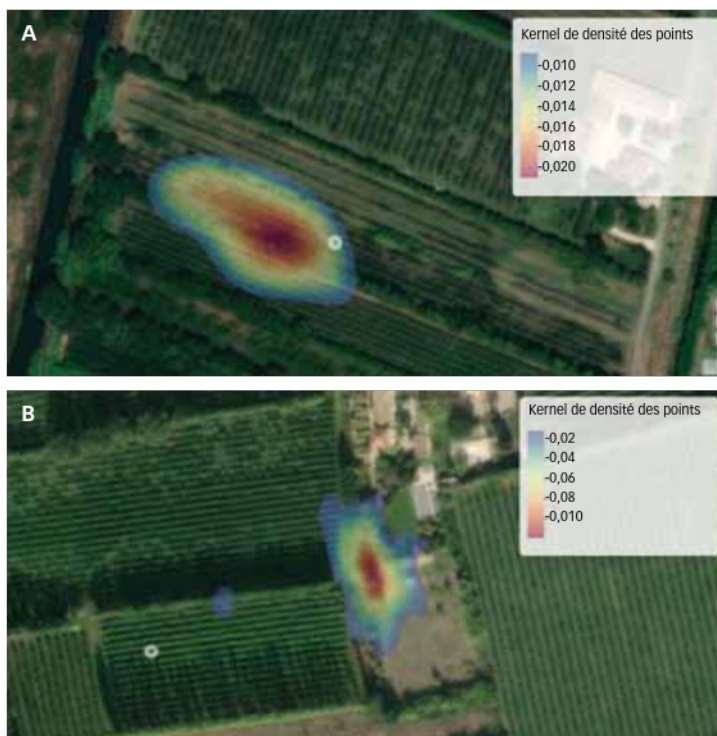 A
Kernel de densité des points
-0,010
-0,012
-0,014
-0,016
-0,018
-0,020
B
Kernel de densité des points
-0,02
-0,04
-0,06
-0,08
-0,010